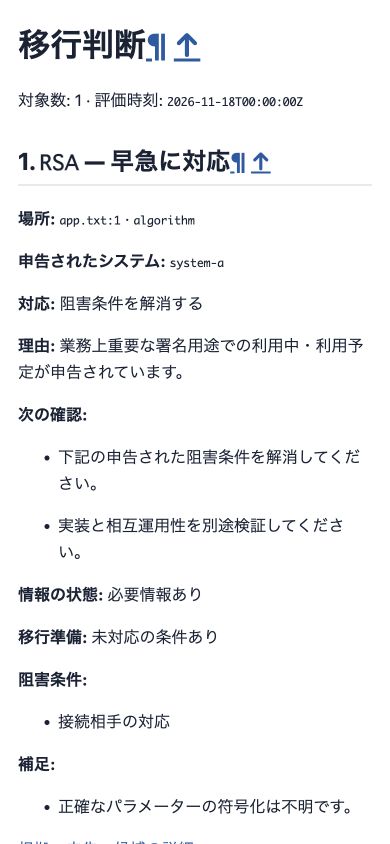 移行判断¶ ↑
対象数: 1 · 評価時刻: 2026-11-18T00:00:00Z
1. RSA — 早急に対応¶ ↑
場所: app.txt:1 · algorithm
申告されたシステム: system-a
対応: 阻害条件を解消する
理由: 業務上重要な署名用途での利用中・利用予
定が申告されています。
次の確認:
• 下記の申告された阻害条件を解消してくだ
さい。
• 実装と相互運用性を別途検証してくださ
い。
情報の状態: 必要情報あり
移行準備: 未対応の条件あり
阻害条件:
• 接続相手の対応
補足:
• 正確なパラメーターの符号化は不明です。